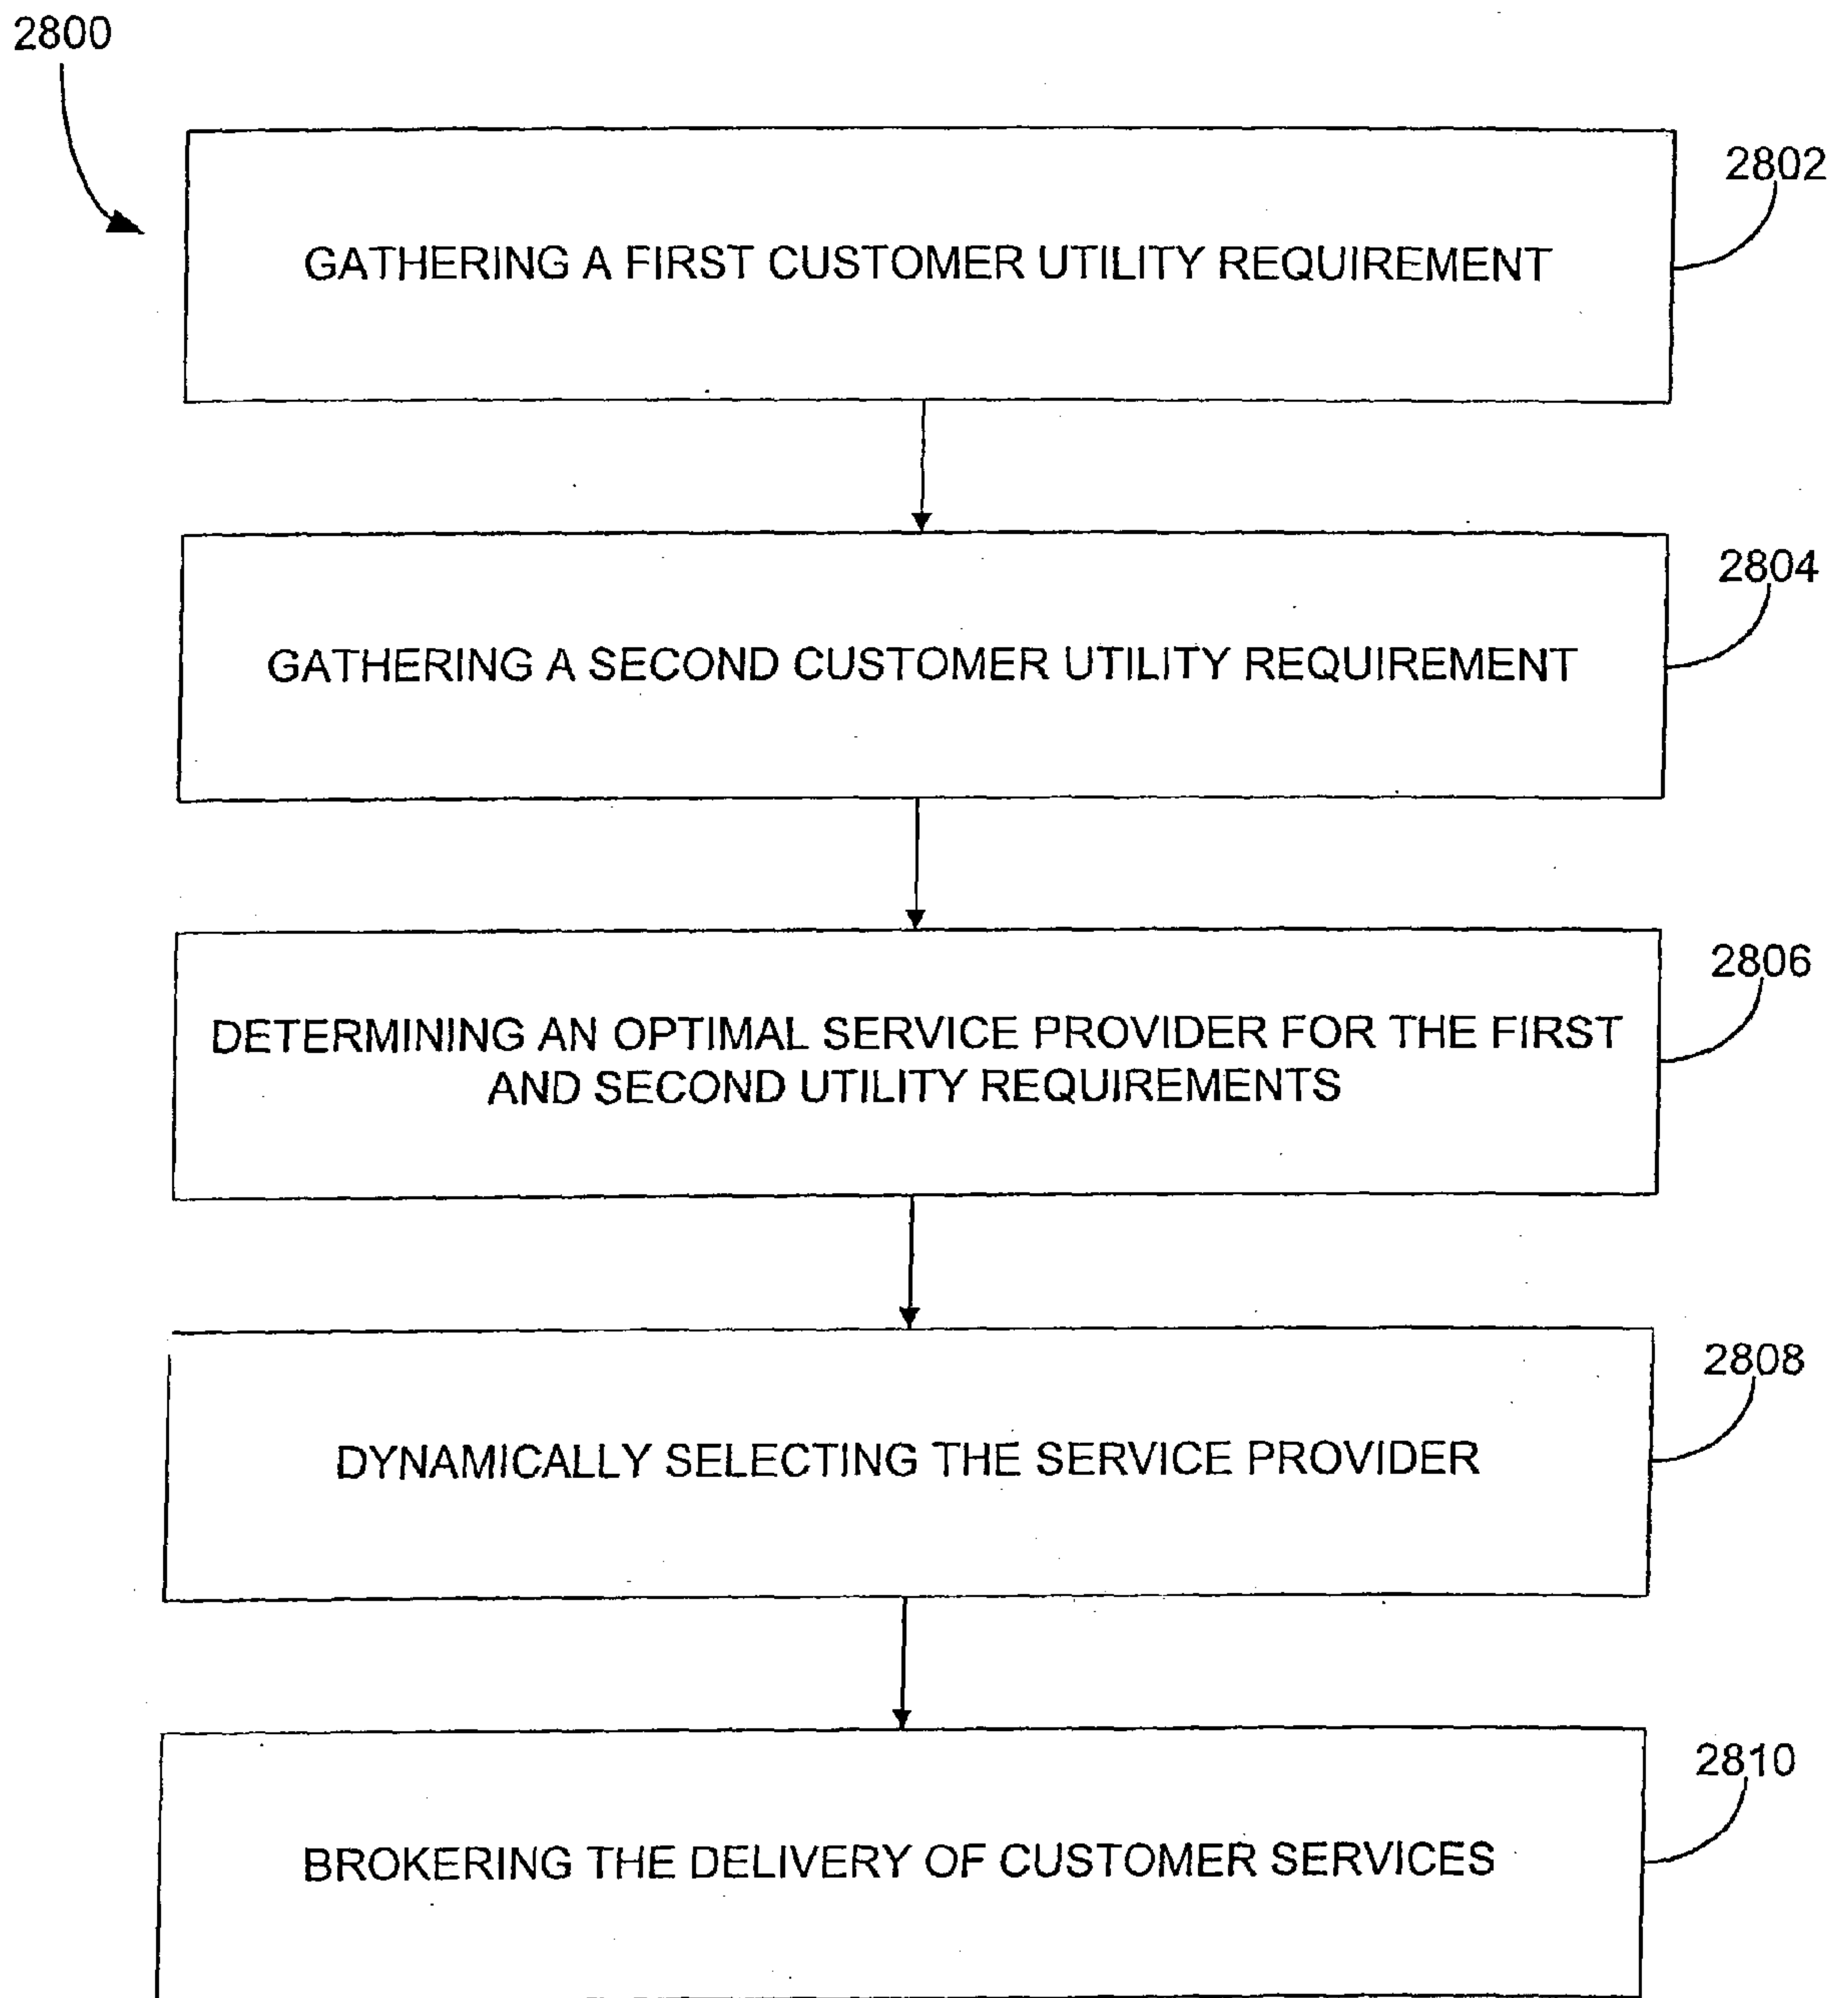 2800
2802
GATHERING A FIRST CUSTOMER UTILITY REQUIREMENT
2804
GATHERING A SECOND CUSTOMER UTILITY REQUIREMENT
2806
DETERMINING AN OPTIMAL SERVICE PROVIDER FOR THE FIRST
AND SECOND UTILITY REQUIREMENTS
2808
DYNAMICALLY SELECTING THE SERVICE PROVIDER
2810
BROKERING THE DELIVERY OF CUSTOMER SERVICES